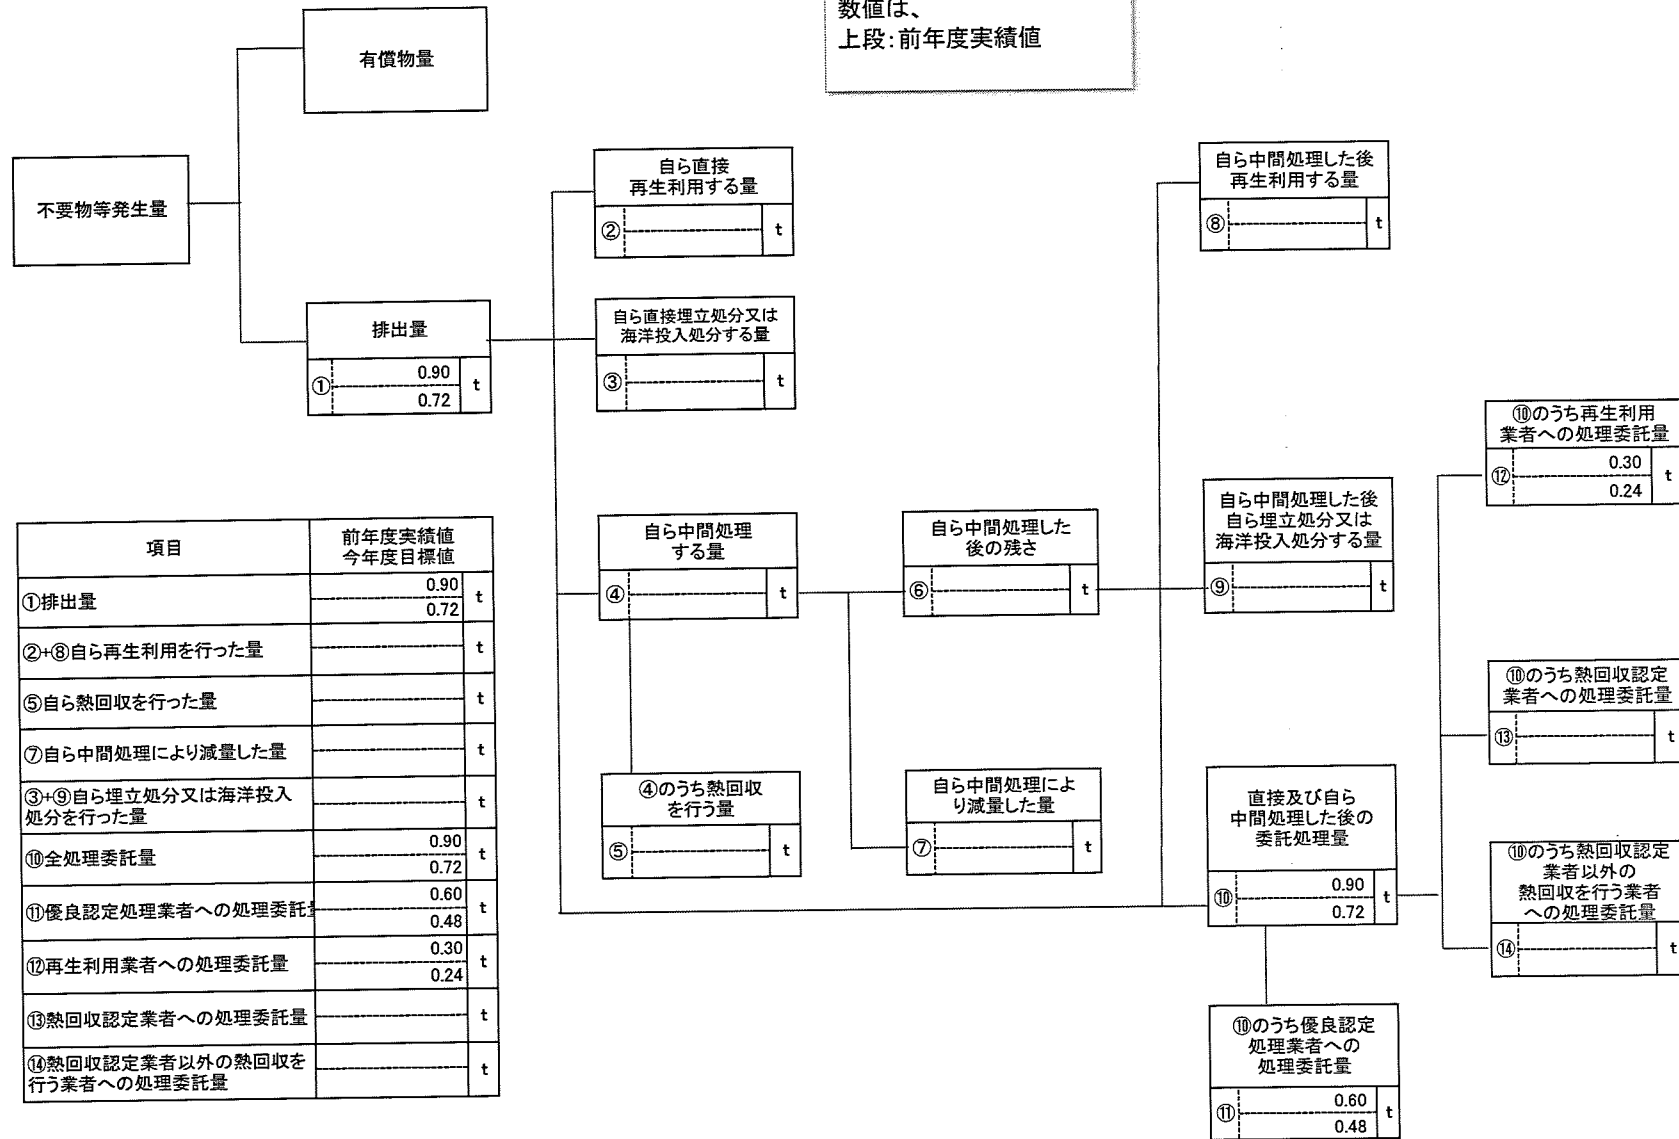 数値は、
上段:前年度実績値
有償物量
不要物等発生量
排出量
① 0.90 t
0.72
自ら直接
再生利用する量
② t
自ら直接埋立処分又は
海洋投入処分する量
③ t
自ら中間処理
する量
④ t
④のうち熱回収
を行う量
⑤ t
自ら中間処理した
後の残さ
⑥ t
自ら中間処理によ
り減量した量
⑦ t
自ら中間処理した後
再生利用する量
⑧ t
自ら中間処理した後
自ら埋立処分又は
海洋投入処分する量
⑨ t
直接及び自ら
中間処理した後の
委託処理量
⑩ 0.90 t
0.72
⑩のうち優良認定
処理業者への
処理委託量
⑪ 0.60 t
0.48
⑩のうち再生利用
業者への処理委託量
⑫ 0.30 t
0.24
⑩のうち熱回収認定
業者への処理委託量
⑬ t
⑩のうち熱回収認定
業者以外の
熱回収を行う業者
への処理委託量
⑭ t
項目 前年度実績値
今年度目標値
①排出量 0.90 t
0.72
②+⑧自ら再生利用を行った量 t
⑤自ら熱回収を行った量 t
⑦自ら中間処理により減量した量 t
③+⑨自ら埋立処分又は海洋投入
処分を行った量 t
⑩全処理委託量 0.90 t
0.72
⑪優良認定処理業者への処理委託 0.60 t
0.48
⑫再生利用業者への処理委託量 0.30 t
0.24
⑬熱回収認定業者への処理委託量 t
⑭熱回収認定業者以外の熱回収を
行う業者への処理委託量 t